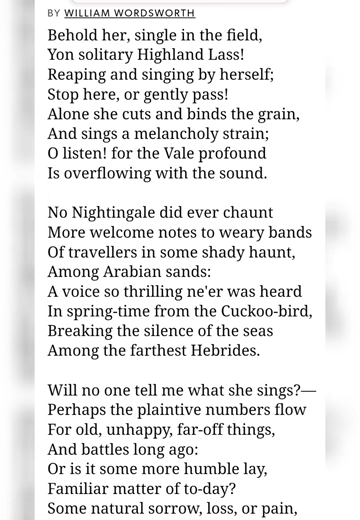 BY WILLIAM WORDSWORTH
Behold her, single in the field,
Yon solitary Highland Lass!
Reaping and singing by herself;
Stop here, or gently pass!
Alone she cuts and binds the grain,
And sings a melancholy strain;
O listen! for the Vale profound
Is overflowing with the sound.

No Nightingale did ever chaunt
More welcome notes to weary bands
Of travellers in some shady haunt,
Among Arabian sands:
A voice so thrilling ne'er was heard
In spring-time from the Cuckoo-bird,
Breaking the silence of the seas
Among the farthest Hebrides.

Will no one tell me what she sings?—
Perhaps the plaintive numbers flow
For old, unhappy, far-off things,
And battles long ago:
Or is it some more humble lay,
Familiar matter of to-day?
Some natural sorrow, loss, or pain,